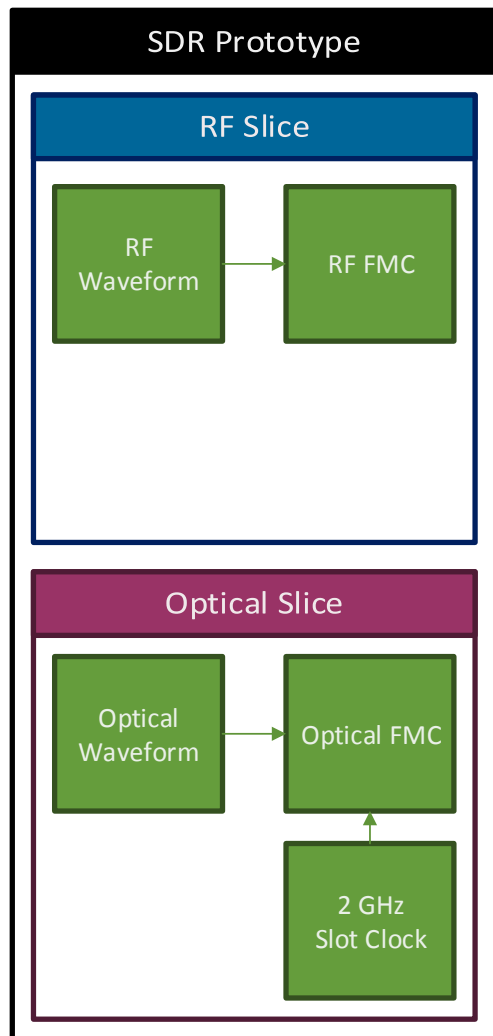 SDR Prototype
RF Slice
RF
Waveform
RF FMC
Optical Slice
Optical
Waveform
Optical FMC
2 GHz
Slot Clock